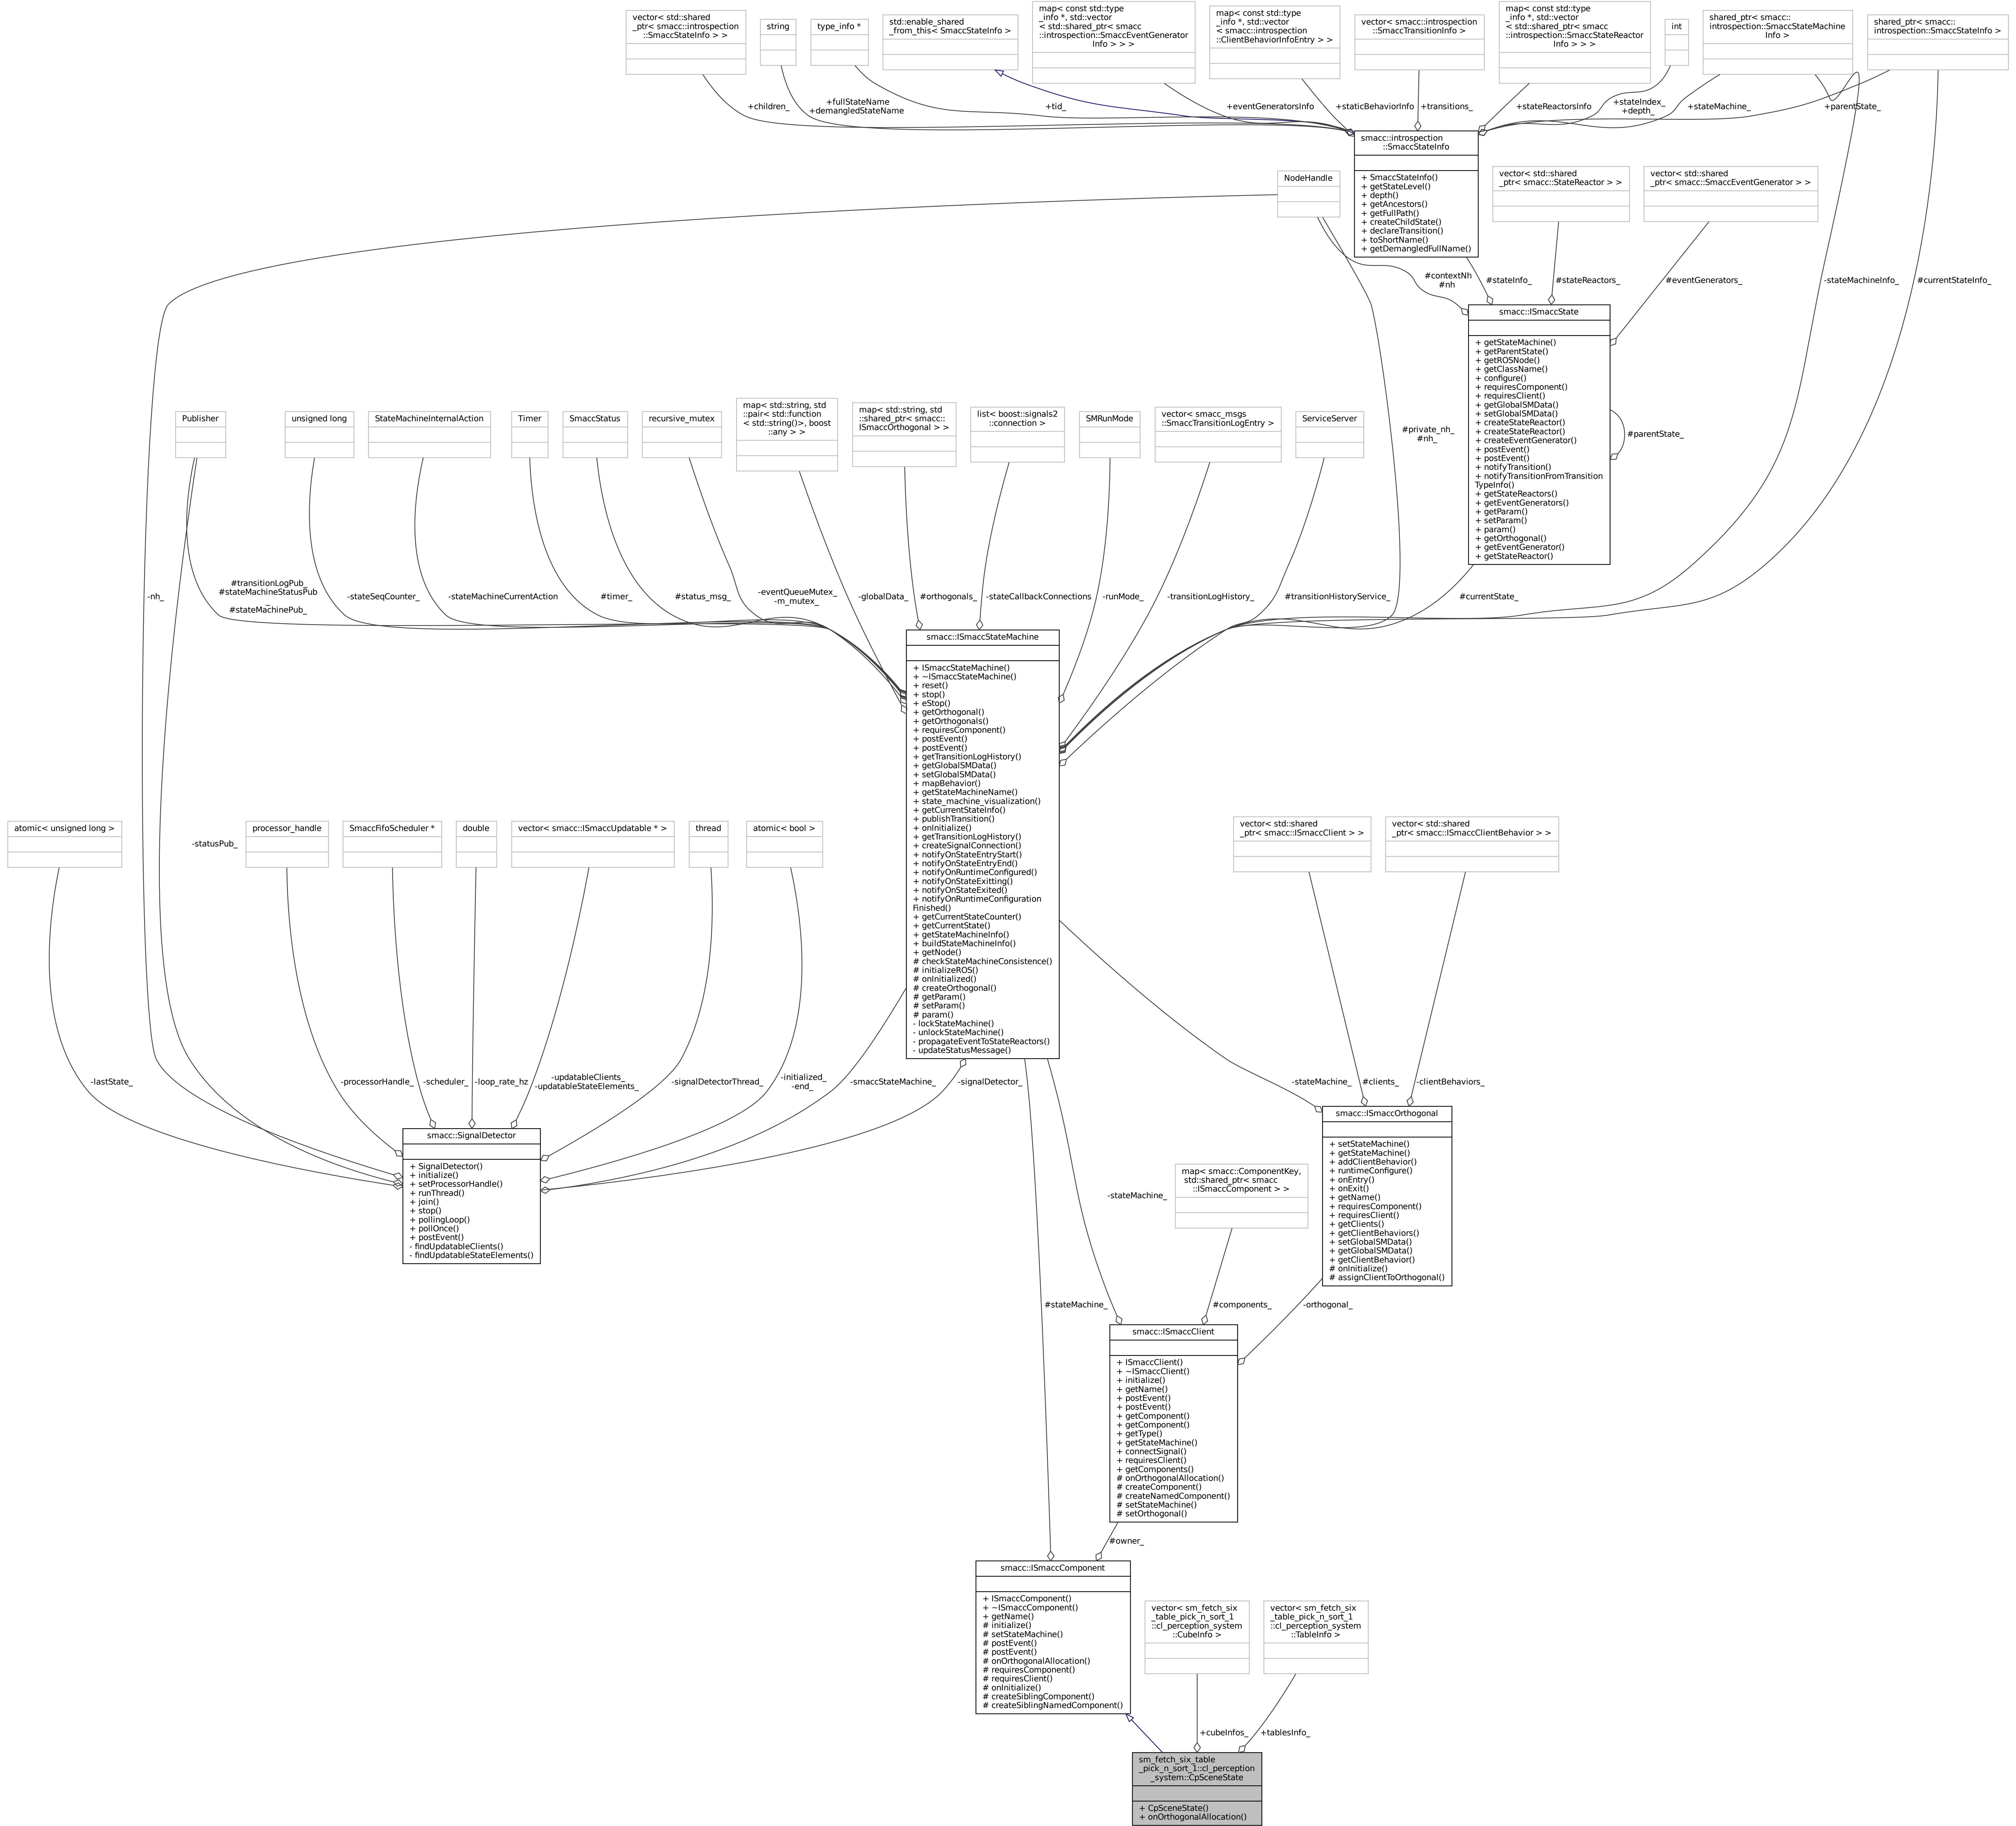 vector< std::shared
_ptr< smacc::introspection
::SmaccStateInfo > >
string
type_info *
std::enable_shared
_from_this< SmaccStateInfo >
map< const std::type
_info *, std::vector
< std::shared_ptr< smacc
::introspection::SmaccEventGenerator
Info > > >
map< const std::type
_info *, std::vector
< smacc::introspection
::ClientBehaviorInfoEntry > >
vector< smacc::introspection
::SmaccTransitionInfo >
map< const std::type
_info *, std::vector
< std::shared_ptr< smacc
::introspection::SmaccStateReactor
Info > > >
int
shared_ptr< smacc::
introspection::SmaccStateMachine
Info >
shared_ptr< smacc::
introspection::SmaccStateInfo >
+children_
+fullStateName
+demangledStateName
+tid_
+eventGeneratorsInfo
+staticBehaviorInfo
+transitions_
+stateReactorsInfo
+stateIndex_
+depth_
+stateMachine_
+parentState_
smacc::introspection
::SmaccStateInfo
+ SmaccStateInfo()
+ getStateLevel()
+ depth()
+ getAncestors()
+ getFullPath()
+ createChildState()
+ declareTransition()
+ toShortName()
+ getDemangledFullName()
NodeHandle
vector< std::shared
_ptr< smacc::StateReactor > >
vector< std::shared
_ptr< smacc::SmaccEventGenerator > >
#contextNh
#nh
#stateInfo_
#stateReactors_
#eventGenerators_
-stateMachineInfo_
#currentStateInfo_
smacc::ISmaccState
+ getStateMachine()
+ getParentState()
+ getROSNode()
+ getClassName()
+ configure()
+ requiresComponent()
+ requiresClient()
+ getGlobalSMData()
+ setGlobalSMData()
+ createStateReactor()
+ createStateReactor()
+ createEventGenerator()
+ postEvent()
+ postEvent()
+ notifyTransition()
+ notifyTransitionFromTransition
TypeInfo()
+ getStateReactors()
+ getEventGenerators()
+ getParam()
+ setParam()
+ param()
+ getOrthogonal()
+ getEventGenerator()
+ getStateReactor()
#parentState_
Publisher
unsigned long
StateMachineInternalAction
Timer
SmaccStatus
recursive_mutex
map< std::string, std
::pair< std::function
< std::string()>, boost
::any > >
map< std::string, std
::shared_ptr< smacc::
ISmaccOrthogonal > >
list< boost::signals2
::connection >
SMRunMode
vector< smacc_msgs
::SmaccTransitionLogEntry >
ServiceServer
#private_nh_
#nh_
-nh_
#transitionLogPub_
#stateMachineStatusPub
_
#stateMachinePub_
-stateSeqCounter_
-stateMachineCurrentAction
#timer_
#status_msg_
-eventQueueMutex_
-m_mutex_
-globalData_
#orthogonals_
-stateCallbackConnections
-runMode_
-transitionLogHistory_
#transitionHistoryService_
#currentState_
smacc::ISmaccStateMachine
+ ISmaccStateMachine()
+ ~ISmaccStateMachine()
+ reset()
+ stop()
+ eStop()
+ getOrthogonal()
+ getOrthogonals()
+ requiresComponent()
+ postEvent()
+ postEvent()
+ getTransitionLogHistory()
+ getGlobalSMData()
+ setGlobalSMData()
+ mapBehavior()
+ getStateMachineName()
+ state_machine_visualization()
+ getCurrentStateInfo()
+ publishTransition()
+ onInitialize()
+ getTransitionLogHistory()
+ createSignalConnection()
+ notifyOnStateEntryStart()
+ notifyOnStateEntryEnd()
+ notifyOnRuntimeConfigured()
+ notifyOnStateExitting()
+ notifyOnStateExited()
+ notifyOnRuntimeConfiguration
Finished()
+ getCurrentStateCounter()
+ getCurrentState()
+ getStateMachineInfo()
+ buildStateMachineInfo()
+ getNode()
# checkStateMachineConsistence()
# initializeROS()
# onInitialized()
# createOrthogonal()
# getParam()
# setParam()
# param()
- lockStateMachine()
- unlockStateMachine()
- propagateEventToStateReactors()
- updateStatusMessage()
atomic< unsigned long >
-statusPub_
processor_handle
SmaccFifoScheduler *
double
vector< smacc::ISmaccUpdatable * >
thread
atomic< bool >
vector< std::shared
_ptr< smacc::ISmaccClient > >
vector< std::shared
_ptr< smacc::ISmaccClientBehavior > >
-lastState_
-processorHandle_
-scheduler_
-loop_rate_hz
-updatableClients_
-updatableStateElements_
-signalDetectorThread_
-initialized_
-end_
-smaccStateMachine_
-signalDetector_
-stateMachine_
#clients_
-clientBehaviors_
smacc::SignalDetector
+ SignalDetector()
+ initialize()
+ setProcessorHandle()
+ runThread()
+ join()
+ stop()
+ pollingLoop()
+ pollOnce()
+ postEvent()
- findUpdatableClients()
- findUpdatableStateElements()
smacc::ISmaccOrthogonal
+ setStateMachine()
+ getStateMachine()
+ addClientBehavior()
+ runtimeConfigure()
+ onEntry()
+ onExit()
+ getName()
+ requiresComponent()
+ requiresClient()
+ getClients()
+ getClientBehaviors()
+ setGlobalSMData()
+ getGlobalSMData()
+ getClientBehavior()
# onInitialize()
# assignClientToOrthogonal()
map< smacc::ComponentKey,
std::shared_ptr< smacc
::ISmaccComponent > >
-stateMachine_
#stateMachine_
#components_
-orthogonal_
smacc::ISmaccClient
+ ISmaccClient()
+ ~ISmaccClient()
+ initialize()
+ getName()
+ postEvent()
+ postEvent()
+ getComponent()
+ getComponent()
+ getType()
+ getStateMachine()
+ connectSignal()
+ requiresClient()
+ getComponents()
# onOrthogonalAllocation()
# createComponent()
# createNamedComponent()
# setStateMachine()
# setOrthogonal()
#owner_
smacc::ISmaccComponent
+ ISmaccComponent()
+ ~ISmaccComponent()
+ getName()
# initialize()
# setStateMachine()
# postEvent()
# postEvent()
# onOrthogonalAllocation()
# requiresComponent()
# requiresClient()
# onInitialize()
# createSiblingComponent()
# createSiblingNamedComponent()
vector< sm_fetch_six
_table_pick_n_sort_1
::cl_perception_system
::CubeInfo >
vector< sm_fetch_six
_table_pick_n_sort_1
::cl_perception_system
::TableInfo >
+cubeInfos_
+tablesInfo_
sm_fetch_six_table
_pick_n_sort_1::cl_perception
_system::CpSceneState
+ CpSceneState()
+ onOrthogonalAllocation()